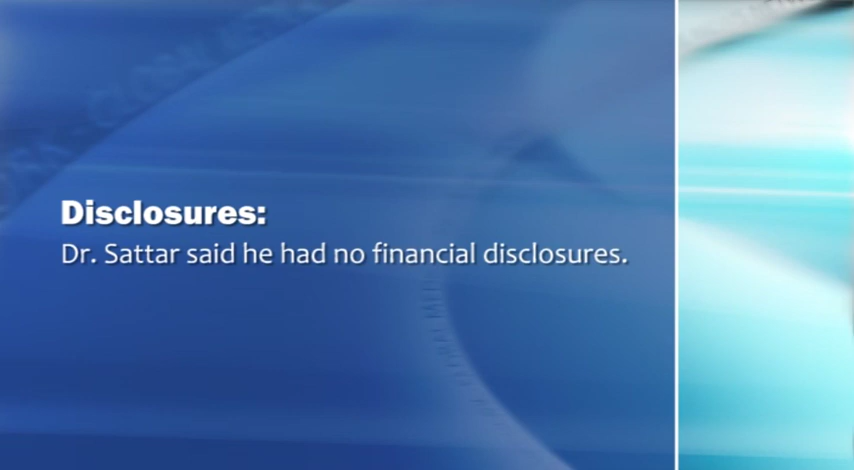 Disclosures:
Dr. Sattar said he had no financial disclosures.